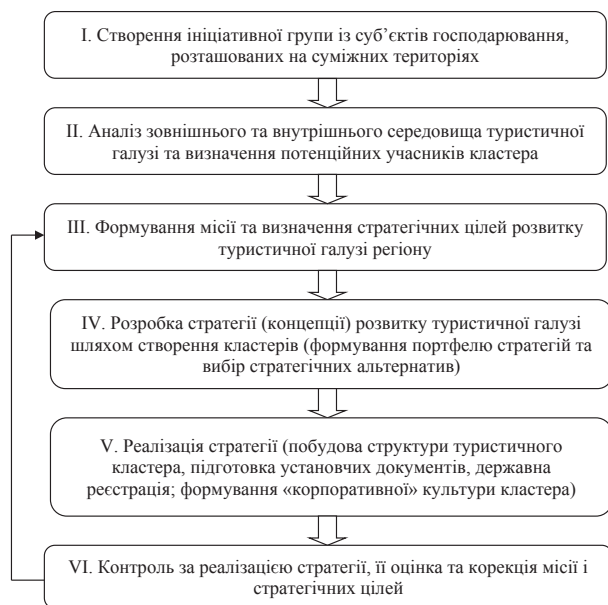 I. Створення ініціативної групи із суб’єктів господарювання,
розташованих на суміжних територіях
II. Аналіз зовнішнього та внутрішнього середовища туристичної
галузі та визначення потенційних учасників кластера
III. Формування місії та визначення стратегічних цілей розвитку
туристичної галузі регіону
IV. Розробка стратегії (концепції) розвитку туристичної галузі
шляхом створення кластерів (формування портфелю стратегій та
вибір стратегічних альтернатив)
V. Реалізація стратегії (побудова структури туристичного
кластера, підготовка установчих документів, державна
реєстрація; формування «корпоративної» культури кластера)
VI. Контроль за реалізацією стратегії, її оцінка та корекція місії і
стратегічних цілей